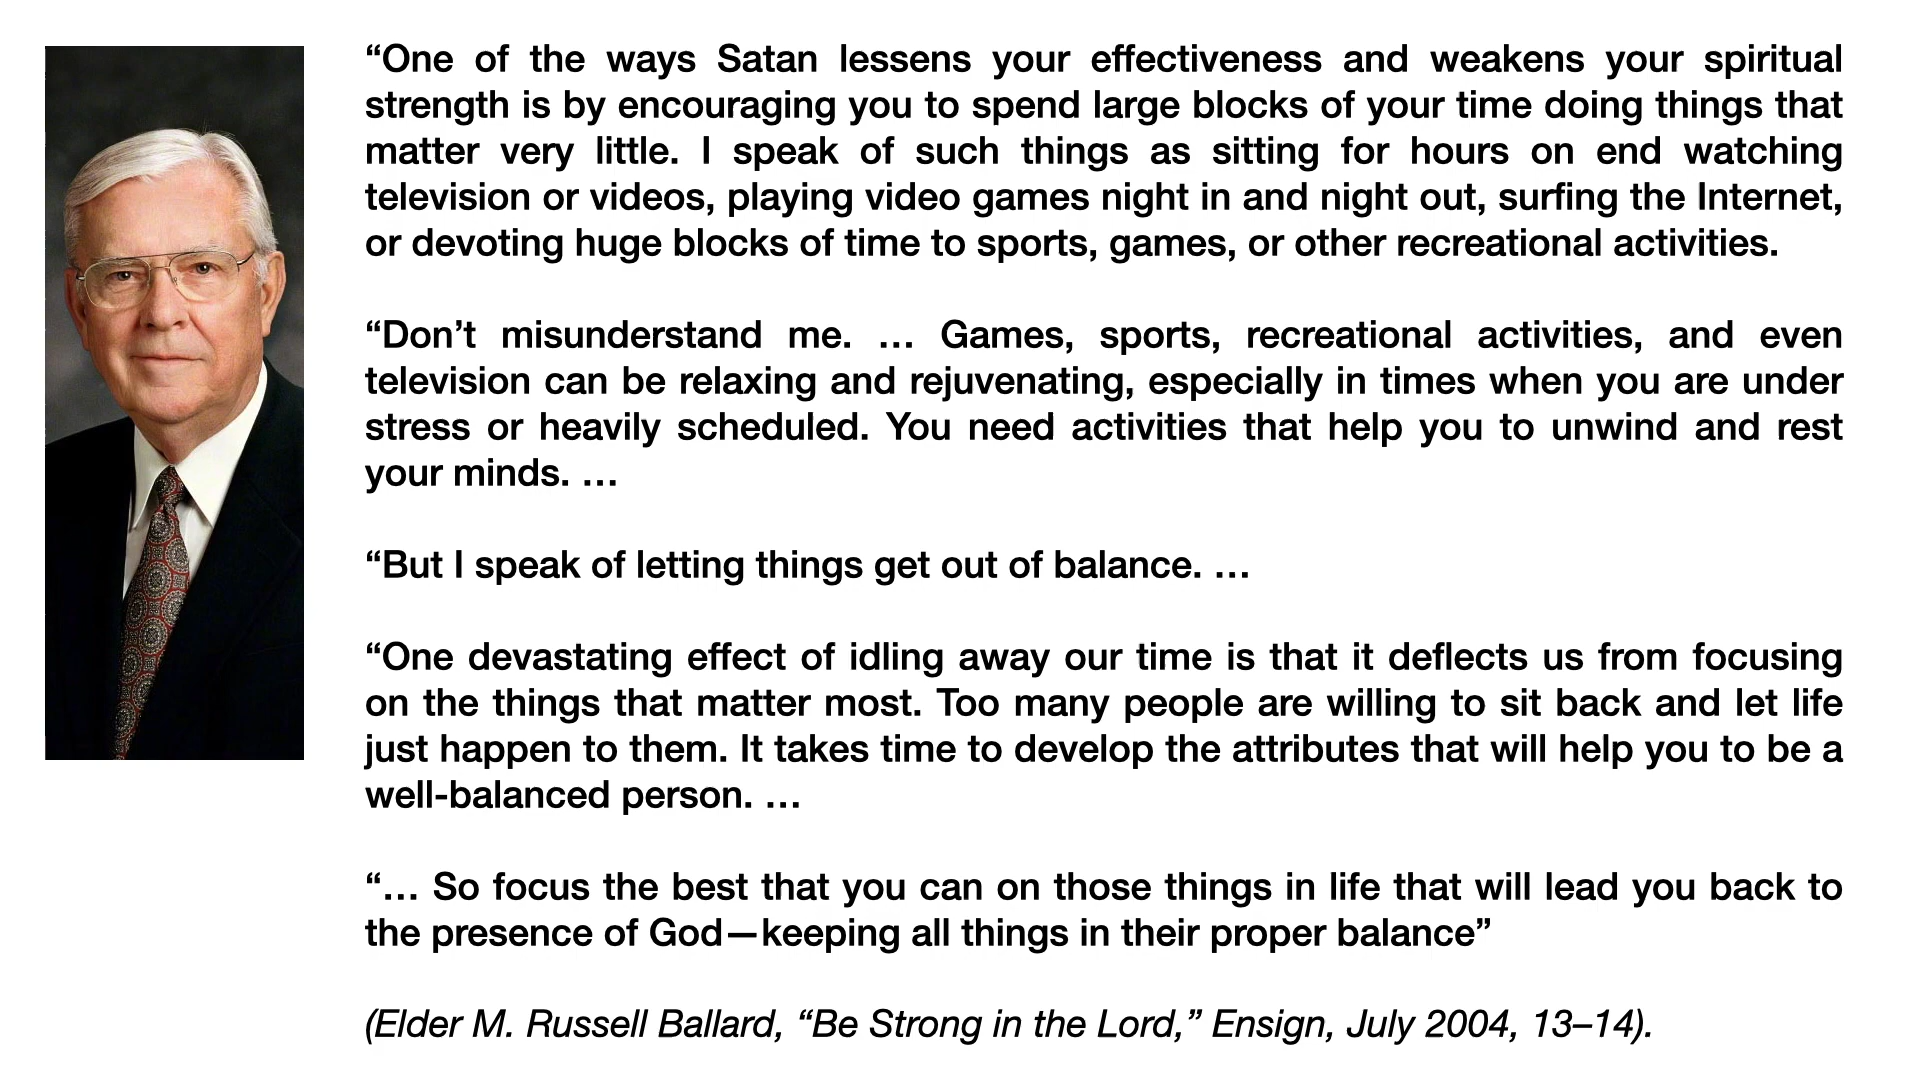 “One of the ways Satan lessens your effectiveness and weakens your spiritual
strength is by encouraging you to spend large blocks of your time doing things that
matter very little. I speak of such things as sitting for hours on end watching
television or videos, playing video games night in and night out, surfing the Internet,
or devoting huge blocks of time to sports, games, or other recreational activities.
“Don’t misunderstand me. … Games, sports, recreational activities, and even
television can be relaxing and rejuvenating, especially in times when you are under
stress or heavily scheduled. You need activities that help you to unwind and rest
your minds. …
“But I speak of letting things get out of balance. …
“One devastating effect of idling away our time is that it deflects us from focusing
on the things that matter most. Too many people are willing to sit back and let life
just happen to them. It takes time to develop the attributes that will help you to be a
well-balanced person. …
“… So focus the best that you can on those things in life that will lead you back to
the presence of God—keeping all things in their proper balance”
(Elder M. Russell Ballard, “Be Strong in the Lord,” Ensign, July 2004, 13–14).